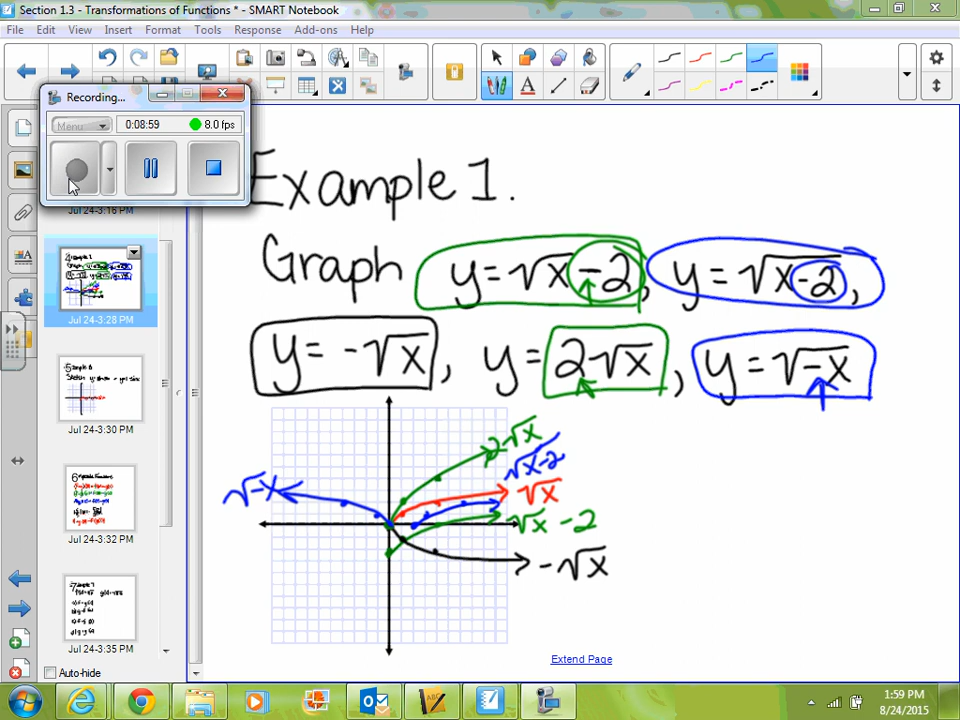 Section 1.3 - Transformations of Functions * - SMART Notebook
File Edit View Insert Format Tools Response Add-ons Help
Recording...
Menu 0:08:59 8.0 fps
Jul 24-3:16 PM
Jul 24-3:28 PM
Jul 24-3:30 PM
Jul 24-3:32 PM
Jul 24-3:35 PM
Auto-hide
Example 1.
Graph y=√x -2, y=√x-2,
y= -√x, y= 2√x, y=√-x
2√x
√x-2
√x
√-x
√x -2
-√x
Extend Page
1:59 PM
8/24/2015